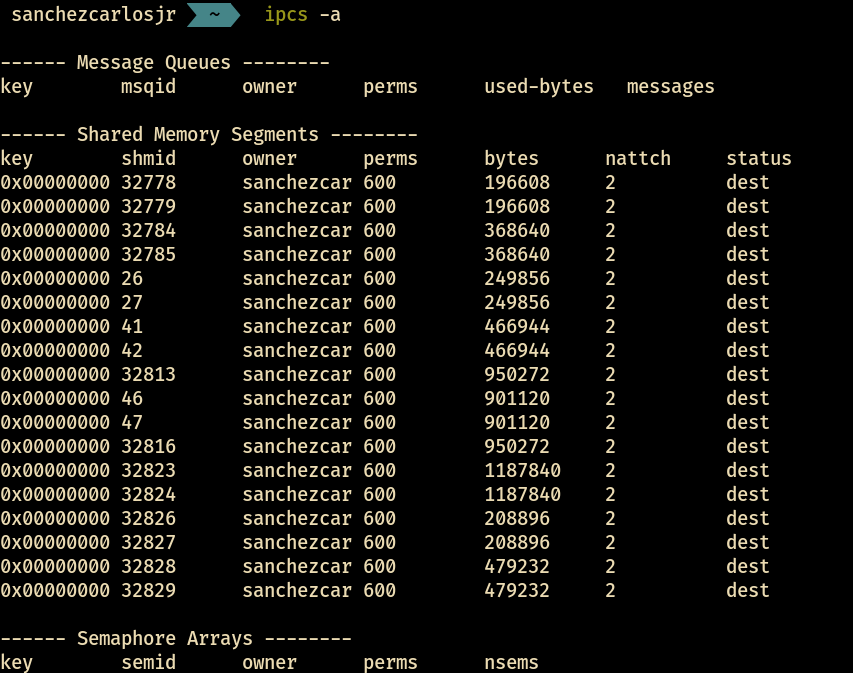 sanchezcarlosjr ~ ipcs -a
------ Message Queues --------
key        msqid      owner      perms      used-bytes   messages
------ Shared Memory Segments --------
key        shmid      owner      perms      bytes      nattch     status
0x00000000 32778      sanchezcar 600        196608     2          dest
0x00000000 32779      sanchezcar 600        196608     2          dest
0x00000000 32784      sanchezcar 600        368640     2          dest
0x00000000 32785      sanchezcar 600        368640     2          dest
0x00000000 26         sanchezcar 600        249856     2          dest
0x00000000 27         sanchezcar 600        249856     2          dest
0x00000000 41         sanchezcar 600        466944     2          dest
0x00000000 42         sanchezcar 600        466944     2          dest
0x00000000 32813      sanchezcar 600        950272     2          dest
0x00000000 46         sanchezcar 600        901120     2          dest
0x00000000 47         sanchezcar 600        901120     2          dest
0x00000000 32816      sanchezcar 600        950272     2          dest
0x00000000 32823      sanchezcar 600        1187840    2          dest
0x00000000 32824      sanchezcar 600        1187840    2          dest
0x00000000 32826      sanchezcar 600        208896     2          dest
0x00000000 32827      sanchezcar 600        208896     2          dest
0x00000000 32828      sanchezcar 600        479232     2          dest
0x00000000 32829      sanchezcar 600        479232     2          dest
------ Semaphore Arrays --------
key        semid      owner      perms      nsems